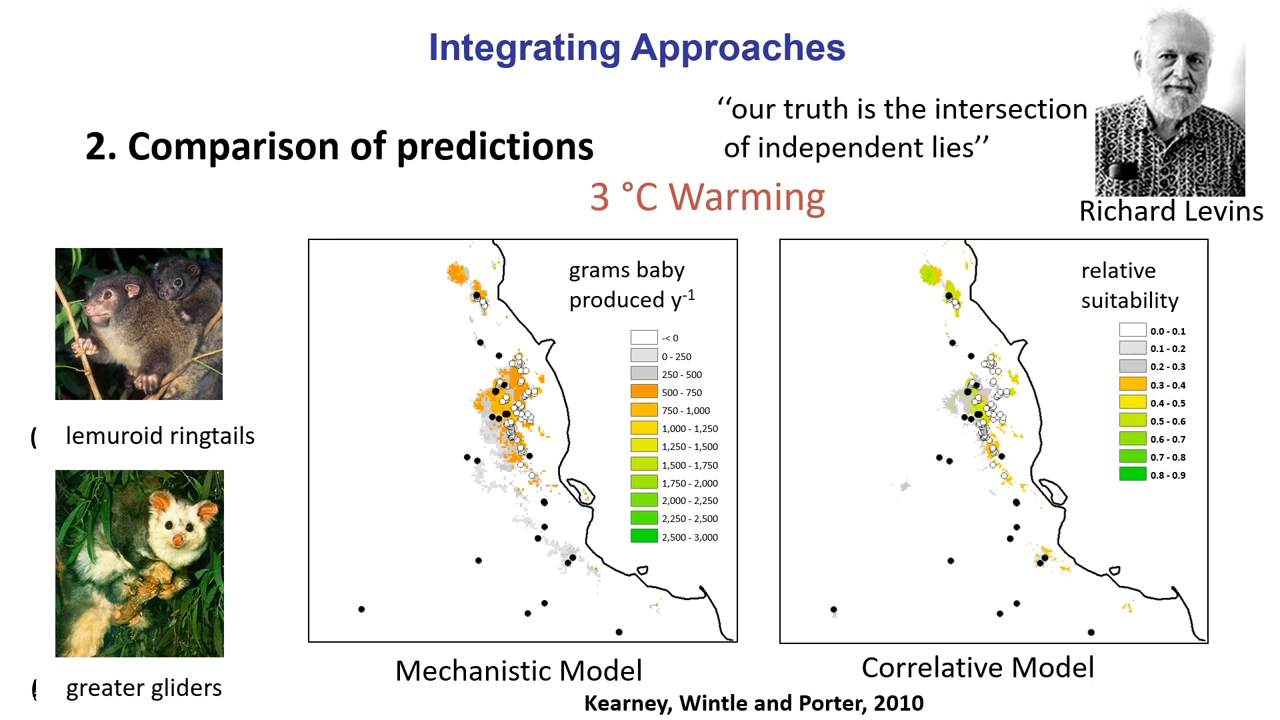 Integrating Approaches
2. Comparison of predictions
‘‘our truth is the intersection
of independent lies’’
Richard Levins
3 °C Warming
( lemuroid ringtails
( greater gliders
grams baby
produced y-1
-< 0
0 - 250
250 - 500
500 - 750
750 - 1,000
1,000 - 1,250
1,250 - 1,500
1,500 - 1,750
1,750 - 2,000
2,000 - 2,250
2,250 - 2,500
2,500 - 3,000
Mechanistic Model
relative
suitability
0.0 - 0.1
0.1 - 0.2
0.2 - 0.3
0.3 - 0.4
0.4 - 0.5
0.5 - 0.6
0.6 - 0.7
0.7 - 0.8
0.8 - 0.9
Correlative Model
Kearney, Wintle and Porter, 2010